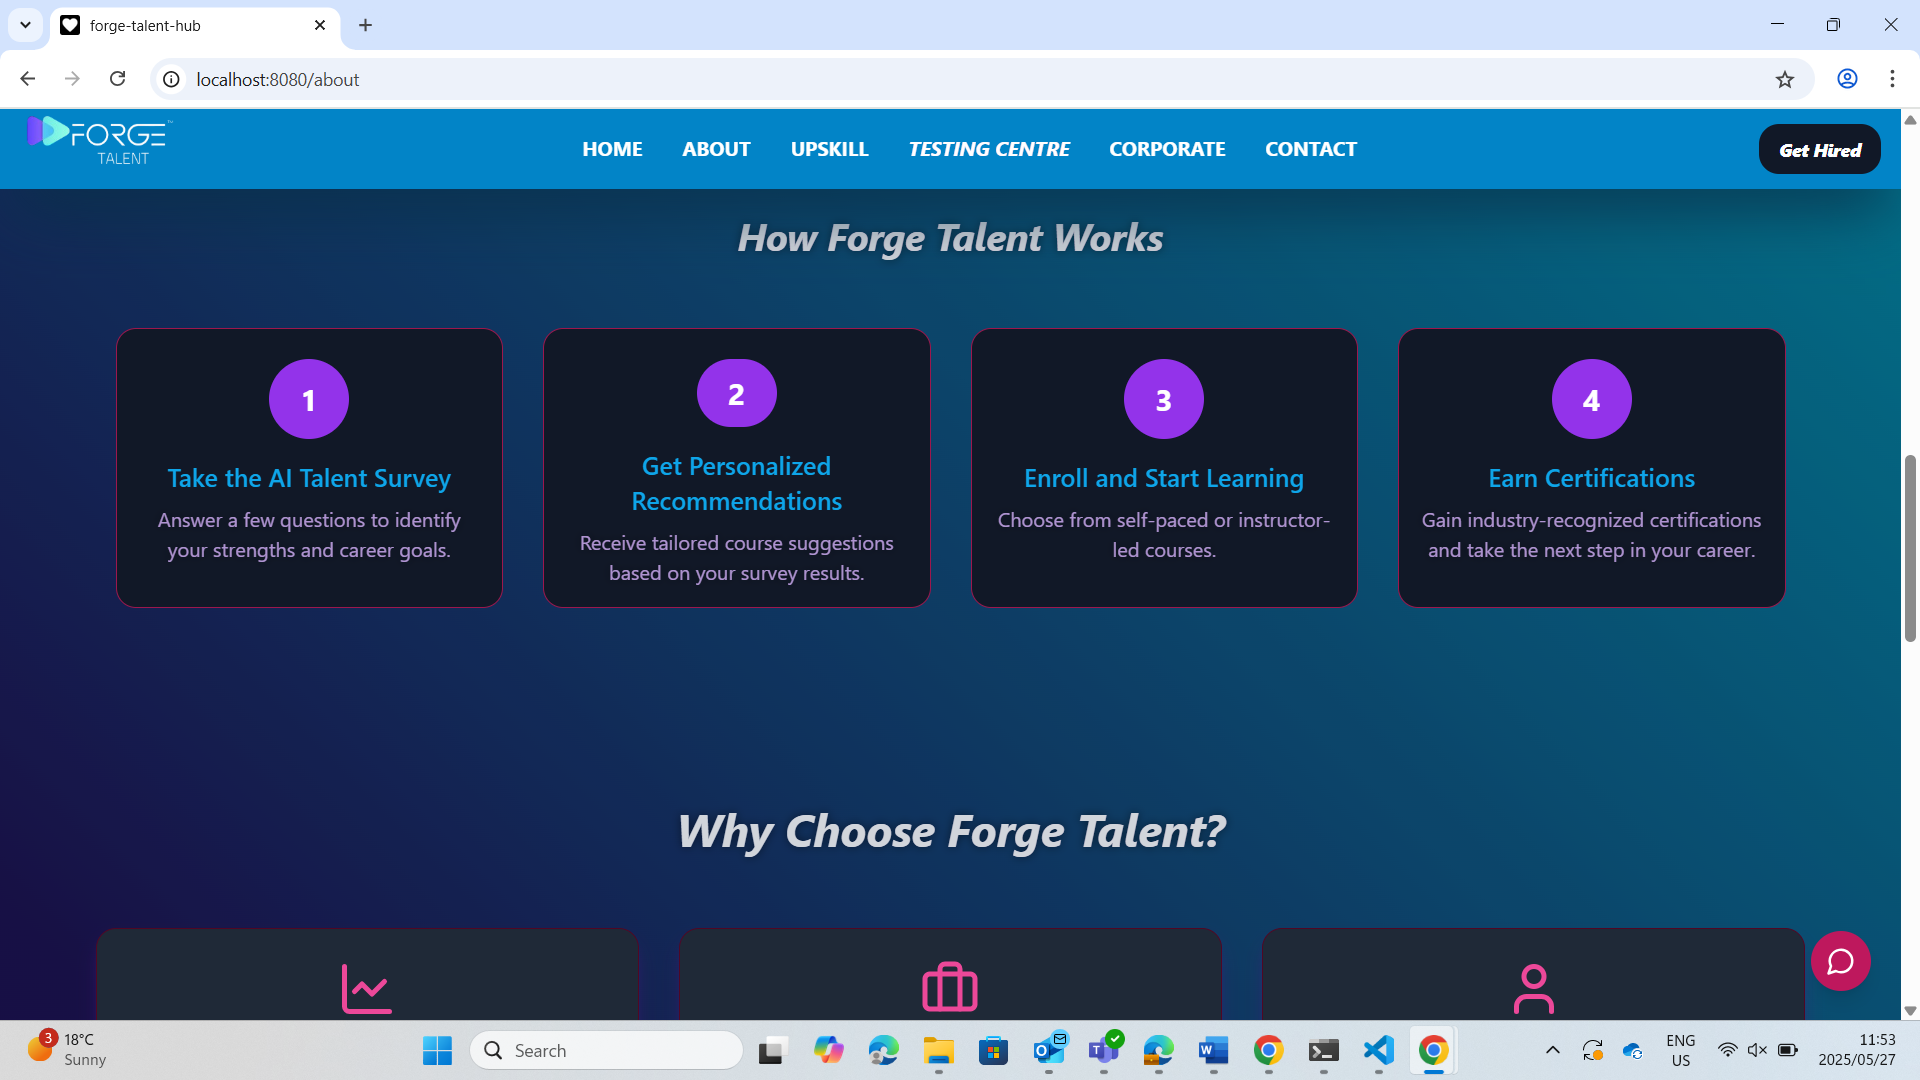 forge-talent-hub
localhost:8080/about
FORGE™
TALENT
HOME ABOUT UPSKILL TESTING CENTRE CORPORATE CONTACT
Get Hired
How Forge Talent Works
1
Take the AI Talent Survey
Answer a few questions to identify
your strengths and career goals.
2
Get Personalized
Recommendations
Receive tailored course suggestions
based on your survey results.
3
Enroll and Start Learning
Choose from self-paced or instructor-
led courses.
4
Earn Certifications
Gain industry-recognized certifications
and take the next step in your career.
Why Choose Forge Talent?
3
18°C
Sunny
Search
ENG
US
11:53
2025/05/27